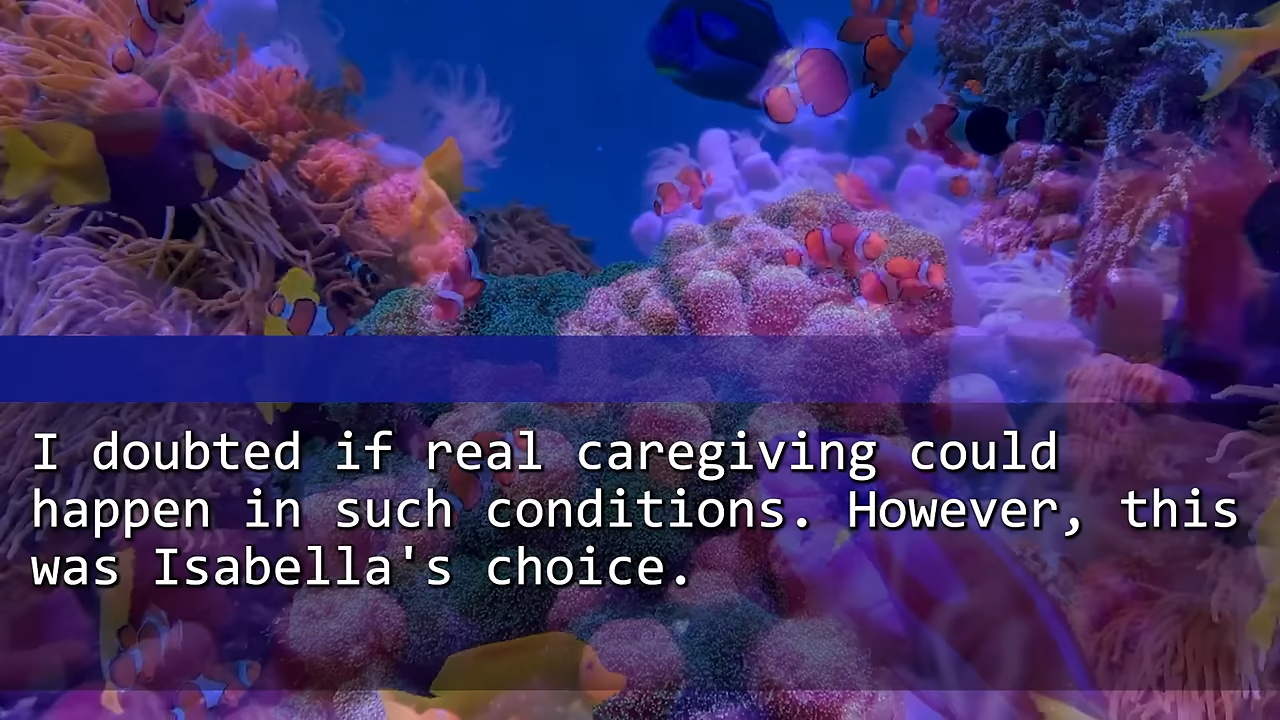 I doubted if real caregiving could
happen in such conditions. However, this
was Isabella's choice.